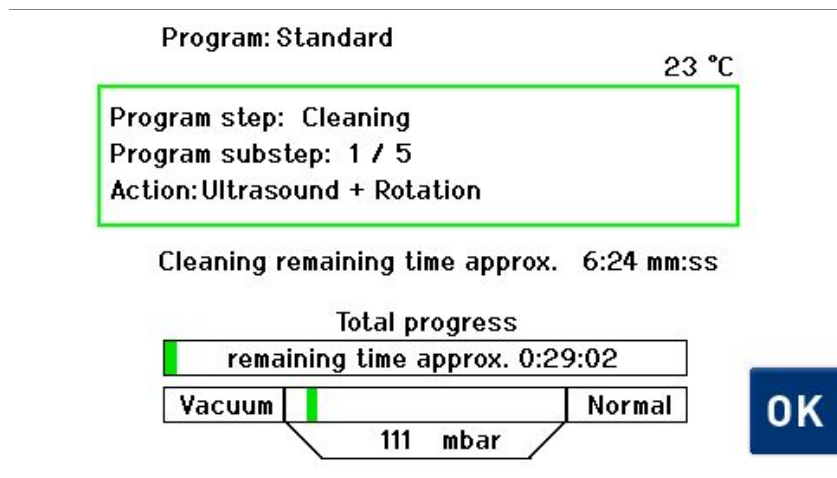 Program: Standard
23 °C
Program step: Cleaning
Program substep: 1 / 5
Action: Ultrasound + Rotation
Cleaning remaining time approx. 6:24 mm:ss
Total progress
remaining time approx. 0:29:02
Vacuum Normal
111 mbar
OK